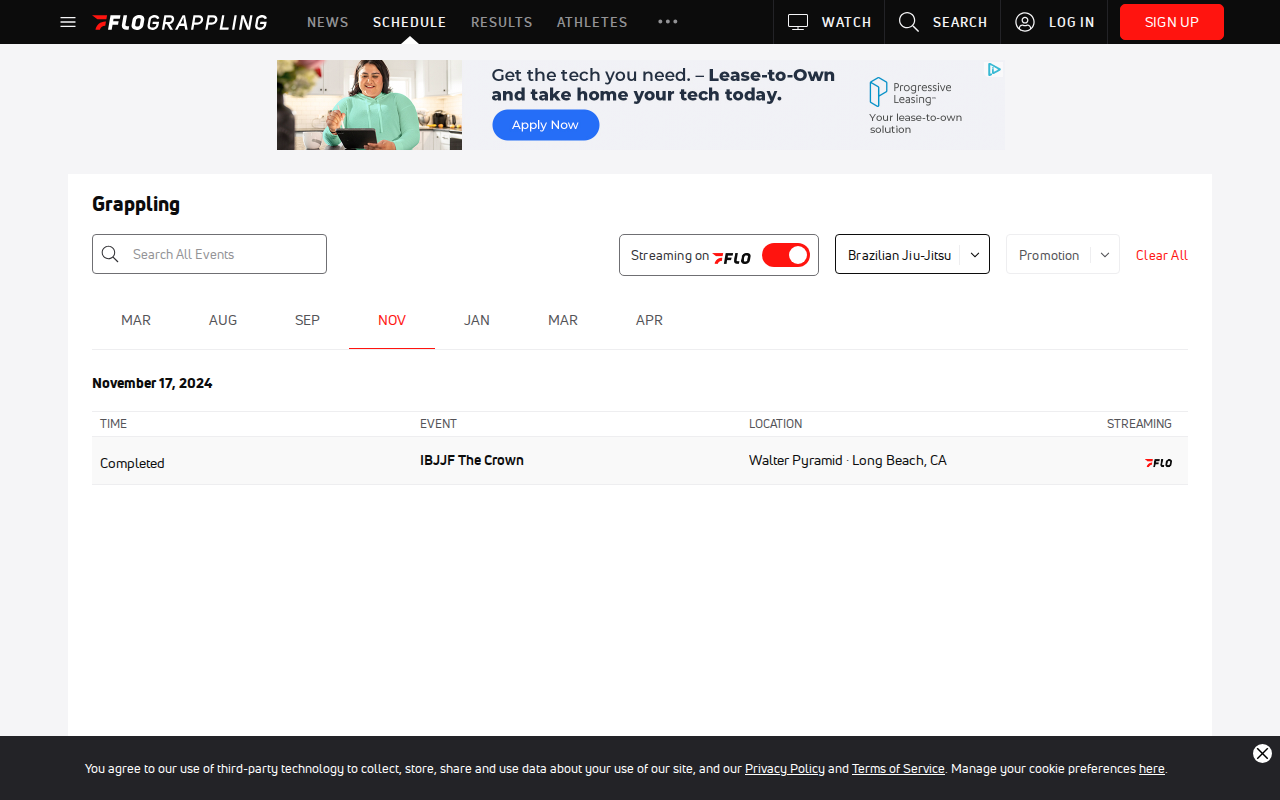 FLOGRAPPLING NEWS SCHEDULE RESULTS ATHLETES WATCH SEARCH LOG IN SIGN UP
Get the tech you need. – Lease-to-Own
and take home your tech today.
Apply Now
Progressive
Leasing™
Your lease-to-own
solution
Grappling
Search All Events
Streaming on FLO
Brazilian Jiu-Jitsu
Promotion
Clear All
MAR AUG SEP NOV JAN MAR APR
November 17, 2024
TIME EVENT LOCATION STREAMING
Completed IBJJF The Crown Walter Pyramid · Long Beach, CA FLO
You agree to our use of third-party technology to collect, store, share and use data about your use of our site, and our Privacy Policy and Terms of Service. Manage your cookie preferences here.